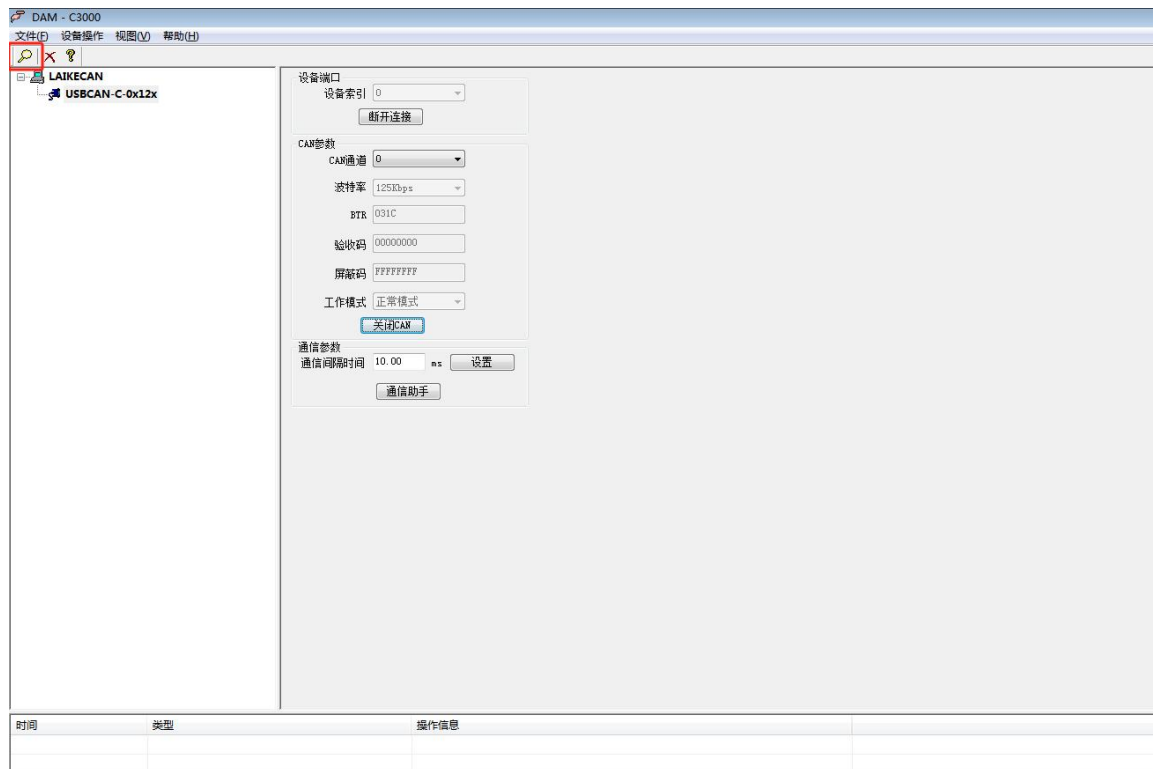 DAM - C3000
文件(F) 设备操作 视图(V) 帮助(H)
LAIKECAN
USBCAN-C-0x12x
设备端口
设备索引 0
断开连接
CAN参数
CAN通道 0
波特率 125Kbps
BTR 031C
验收码 00000000
屏蔽码 FFFFFFFF
工作模式 正常模式
关闭CAN
通信参数
通信间隔时间 10.00 ms 设置
通信助手
时间 类型 操作信息